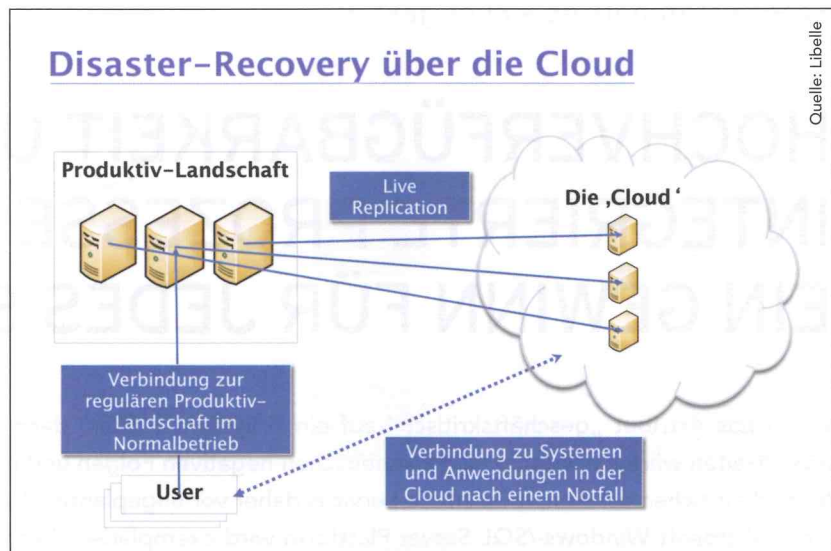 Quelle: Libelle
Disaster-Recovery über die Cloud
Produktiv-Landschaft
Live
Replication
Die ‚Cloud‘
Verbindung zur
regulären Produktiv-
Landschaft im
Normalbetrieb
User
Verbindung zu Systemen
und Anwendungen in der
Cloud nach einem Notfall